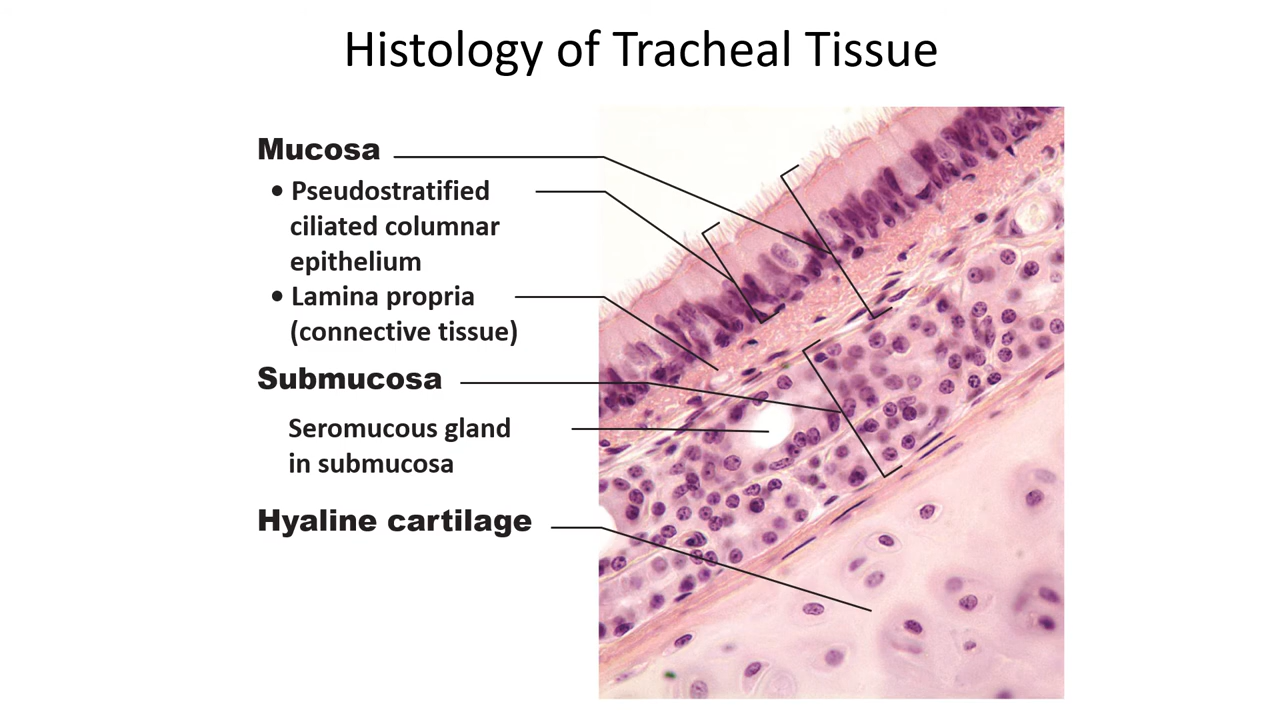 Histology of Tracheal Tissue
Mucosa
• Pseudostratified
ciliated columnar
epithelium
• Lamina propria
(connective tissue)
Submucosa
Seromucous gland
in submucosa
Hyaline cartilage